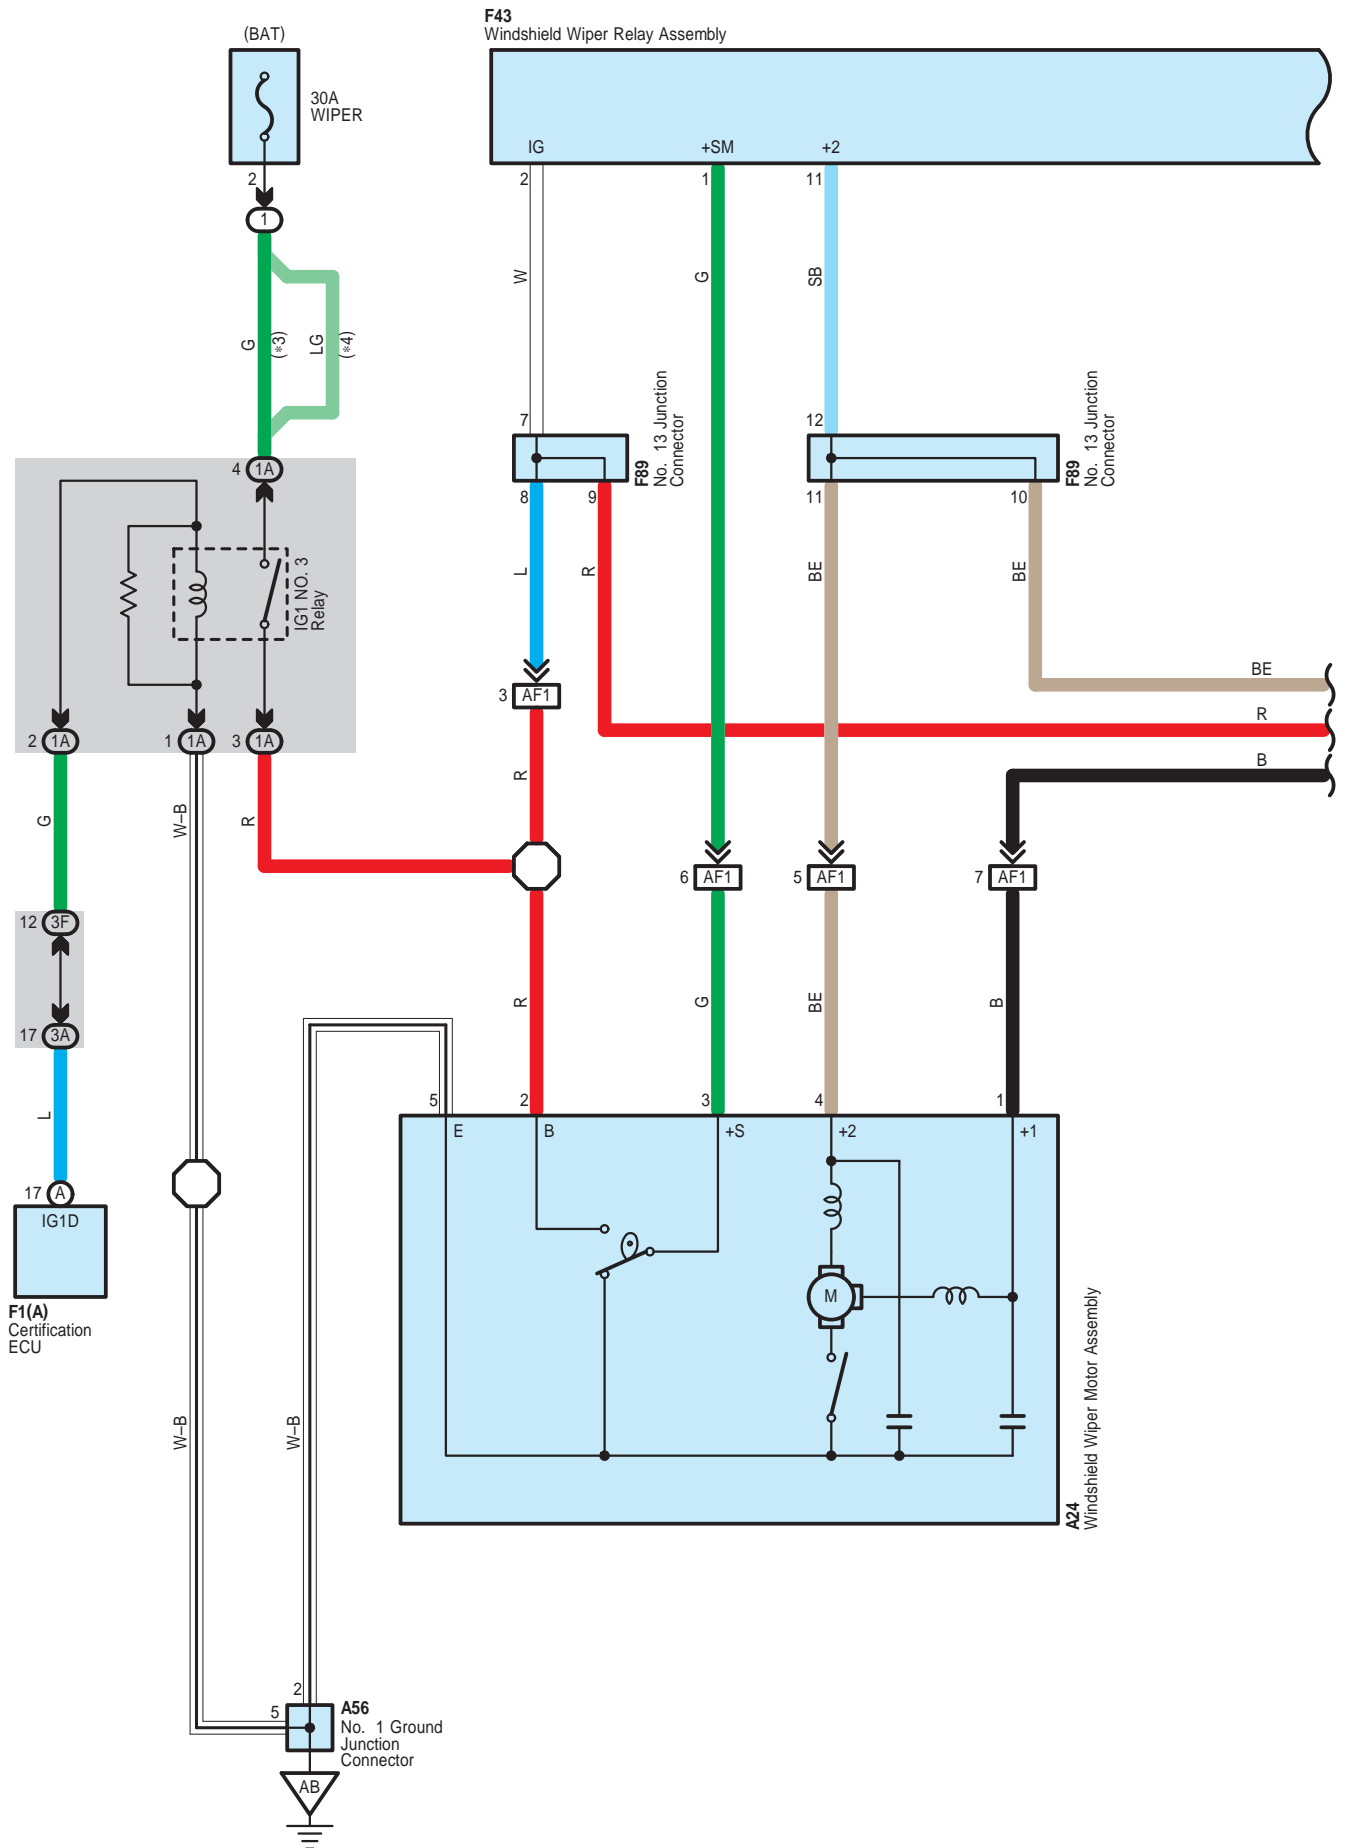 F43
Windshield Wiper Relay Assembly
(BAT)
30A
WIPER
IG
+SM
+2
2
2
1
11
1
W
G
SB
G
(*3)
LG
(*4)
7
12
F89
No. 13 Junction
Connector
F89
No. 13 Junction
Connector
4
1A
8
9
11
10
IG1 NO. 3
Relay
L
R
BE
BE
3
AF1
BE
R
B
2
1A
1
1A
3
1A
G
W–B
R
R
6
AF1
5
AF1
7
AF1
12
3F
17
3A
R
G
BE
B
L
5
2
3
4
1
E
B
+S
+2
+1
17
A
IG1D
F1(A)
Certification
ECU
M
A24
Windshield Wiper Motor Assembly
W–B
W–B
2
5
A56
No. 1 Ground
Junction
Connector
AB